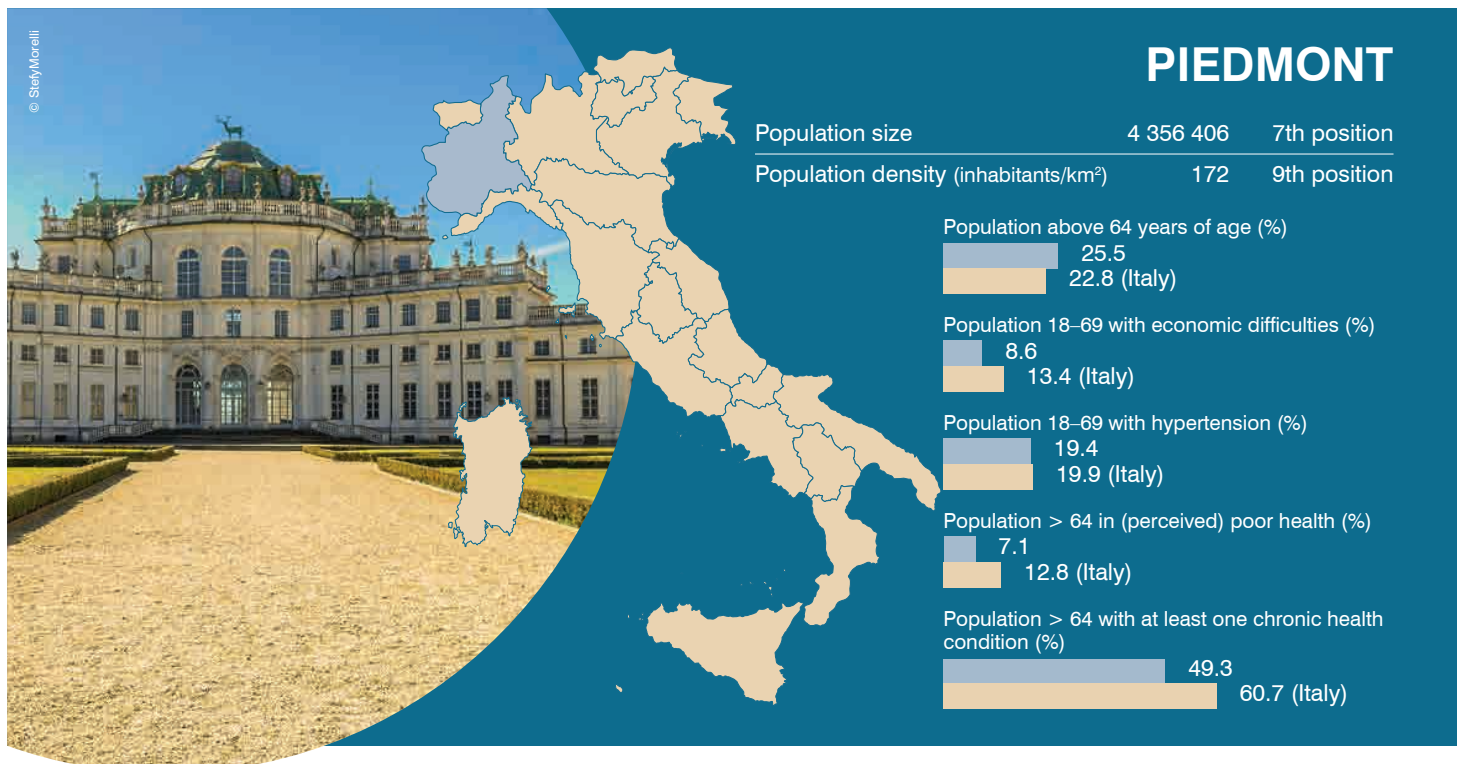 © StefyMorelli
PIEDMONT
Population size 4 356 406 7th position
Population density (inhabitants/km²) 172 9th position
Population above 64 years of age (%)
25.5
22.8 (Italy)
Population 18–69 with economic difficulties (%)
8.6
13.4 (Italy)
Population 18–69 with hypertension (%)
19.4
19.9 (Italy)
Population > 64 in (perceived) poor health (%)
7.1
12.8 (Italy)
Population > 64 with at least one chronic health
condition (%)
49.3
60.7 (Italy)